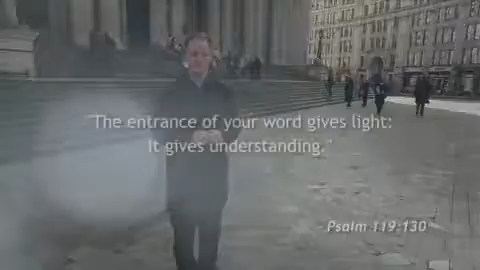 "The entrance of your word gives light:
It gives understanding."
Psalm 119:130